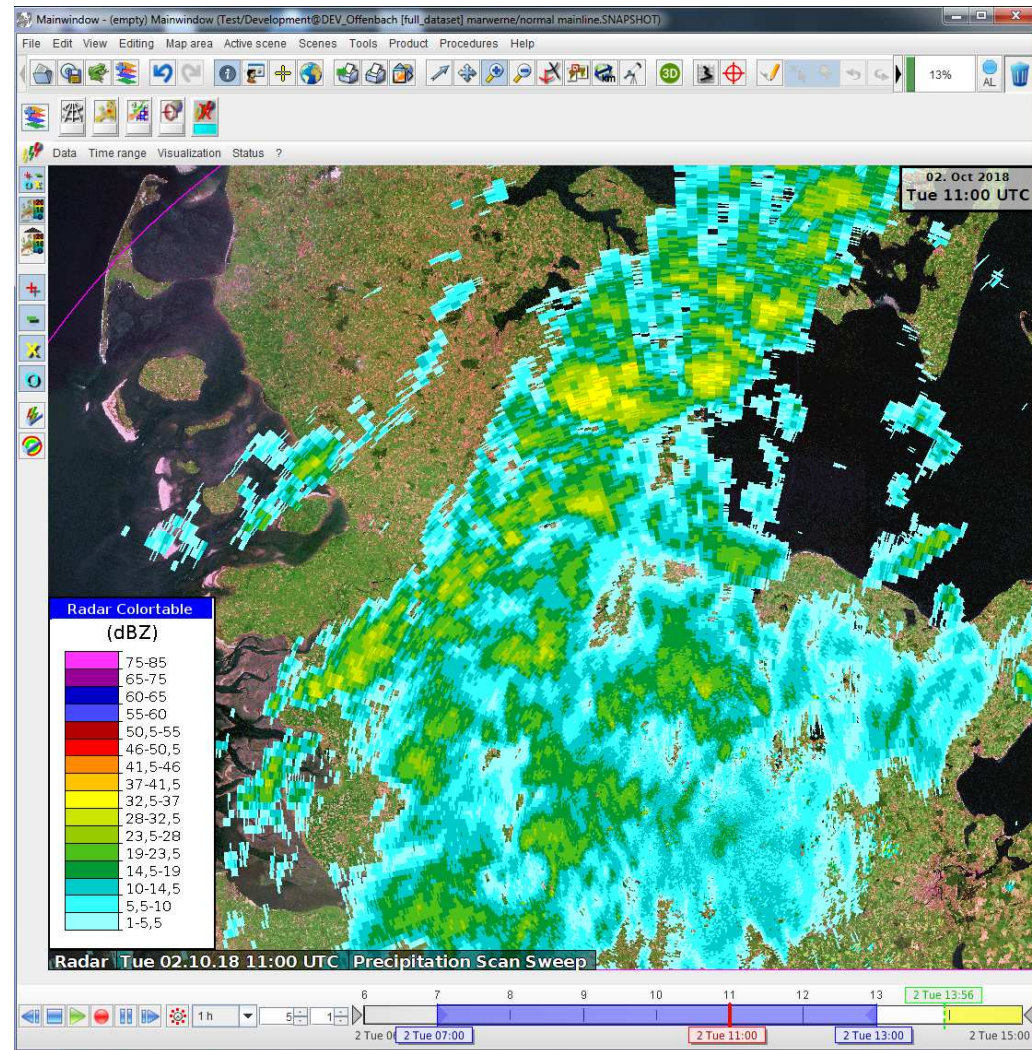 Mainwindow - (empty) Mainwindow (Test/Development@DEV_Offenbach [full_dataset] marwerne/normal mainline.SNAPSHOT)
File Edit View Editing Map area Active scene Scenes Tools Product Procedures Help
km 3D 13% AL
Data Time range Visualization Status ?
02. Oct 2018
Tue 11:00 UTC
Radar Colortable
(dBZ)
75-85
65-75
60-65
55-60
50,5-55
46-50,5
41,5-46
37-41,5
32,5-37
28-32,5
23,5-28
19-23,5
14,5-19
10-14,5
5,5-10
1-5,5
Radar Tue 02.10.18 11:00 UTC Precipitation Scan Sweep
6 7 8 9 10 11 12 13 2 Tue 13:56
1 h 5 1
2 Tue 0 2 Tue 07:00 2 Tue 11:00 2 Tue 13:00 2 Tue 15:00